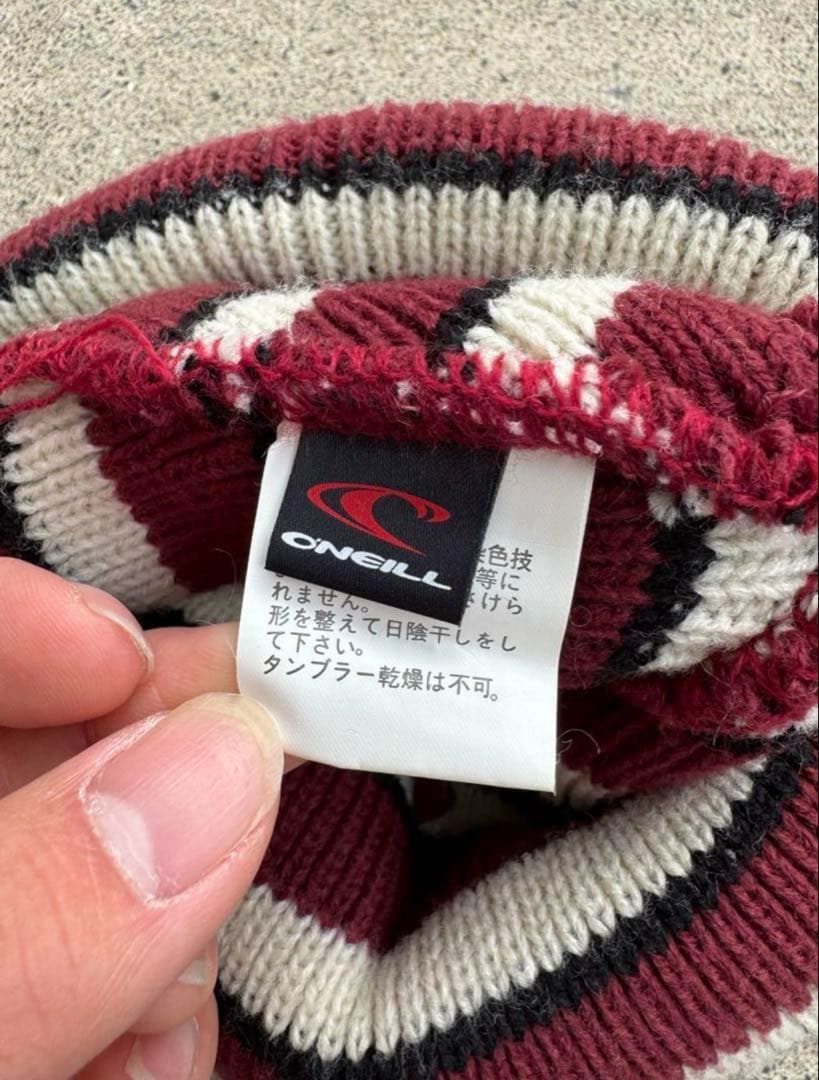 O'NEILL
色技
等に
れません。 けら
形を整えて日陰干しをし
て下さい。
タンブラー乾燥は不可。